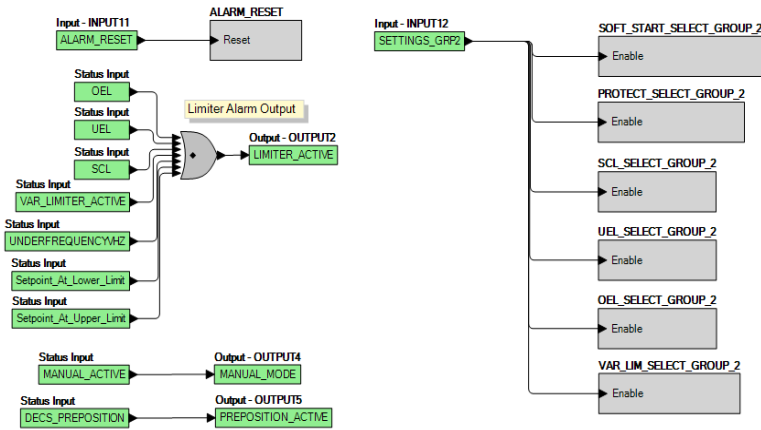 Input - INPUT11
ALARM_RESET
ALARM_RESET
Reset
Status Input
OEL
Status Input
UEL
Status Input
SCL
Status Input
VAR_LIMITER_ACTIVE
Status Input
UNDERFREQUENCYVHZ
Status Input
Setpoint_At_Lower_Limit
Status Input
Setpoint_At_Upper_Limit
Limiter Alarm Output
Output - OUTPUT2
LIMITER_ACTIVE
Status Input
MANUAL_ACTIVE
Output - OUTPUT4
MANUAL_MODE
Status Input
DECS_PREPOSITION
Output - OUTPUT5
PREPOSITION_ACTIVE
Input - INPUT12
SETTINGS_GRP2
SOFT_START_SELECT_GROUP_2
Enable
PROTECT_SELECT_GROUP_2
Enable
SCL_SELECT_GROUP_2
Enable
UEL_SELECT_GROUP_2
Enable
OEL_SELECT_GROUP_2
Enable
VAR_LIM_SELECT_GROUP_2
Enable